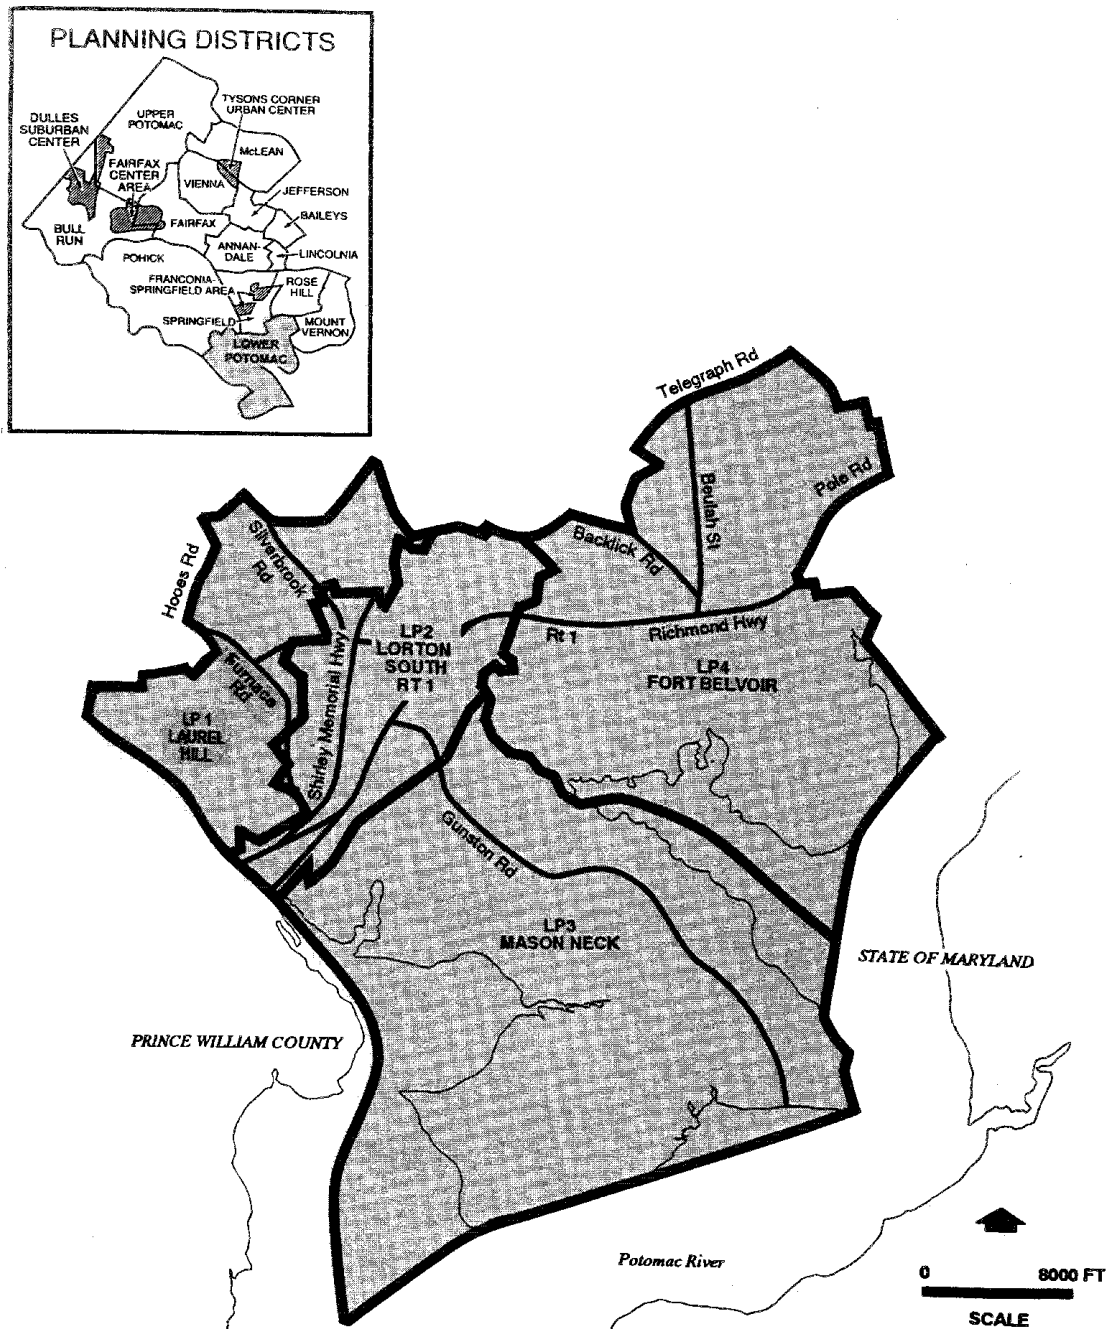 PLANNING DISTRICTS
TYSONS CORNER
URBAN CENTER
DULLES
SUBURBAN
CENTER
UPPER
POTOMAC
McLEAN
FAIRFAX
CENTER
AREA
VIENNA
JEFFERSON
BAILEYS
FAIRFAX
BULL
RUN
ANNAN-
DALE
LINCOLNIA
POHICK
FRANCONIA-
SPRINGFIELD AREA
ROSE
HILL
SPRINGFIELD
MOUNT
VERNON
LOWER
POTOMAC
Telegraph Rd
Beulah St
Pole Rd
Backlick Rd
Silverbrook
Rd
Hooes Rd
Rt 1
Richmond Hwy
LP2
LORTON
SOUTH
RT 1
Shirley Memorial Hwy
Furnace
Rd
LP4
FORT BELVOIR
LP1
LAUREL
HILL
Gunston Rd
LP3
MASON NECK
STATE OF MARYLAND
PRINCE WILLIAM COUNTY
Potomac River
0 8000 FT
SCALE